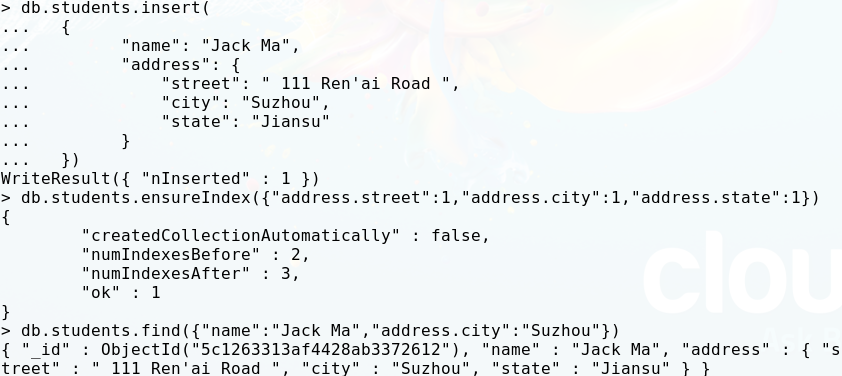 > db.students.insert(
...   {
...         "name": "Jack Ma",
...         "address": {
...             "street": " 111 Ren'ai Road ",
...             "city": "Suzhou",
...             "state": "Jiansu"
...         }
...   })
WriteResult({ "nInserted" : 1 })
> db.students.ensureIndex({"address.street":1,"address.city":1,"address.state":1})
{
        "createdCollectionAutomatically" : false,
        "numIndexesBefore" : 2,
        "numIndexesAfter" : 3,
        "ok" : 1
}
> db.students.find({"name":"Jack Ma","address.city":"Suzhou"})
{ "_id" : ObjectId("5c1263313af4428ab3372612"), "name" : "Jack Ma", "address" : { "s
treet" : " 111 Ren'ai Road ", "city" : "Suzhou", "state" : "Jiansu" } }
clou